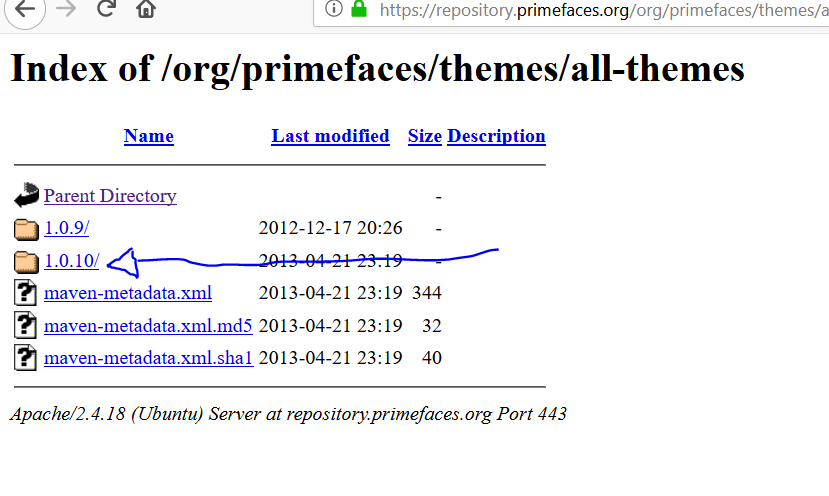 https://repository.primefaces.org/org/primefaces/themes/a
Index of /org/primefaces/themes/all-themes
Name Last modified Size Description
Parent Directory -
1.0.9/ 2012-12-17 20:26 -
1.0.10/ 2013-04-21 23:19 -
maven-metadata.xml 2013-04-21 23:19 344
maven-metadata.xml.md5 2013-04-21 23:19 32
maven-metadata.xml.sha1 2013-04-21 23:19 40
Apache/2.4.18 (Ubuntu) Server at repository.primefaces.org Port 443